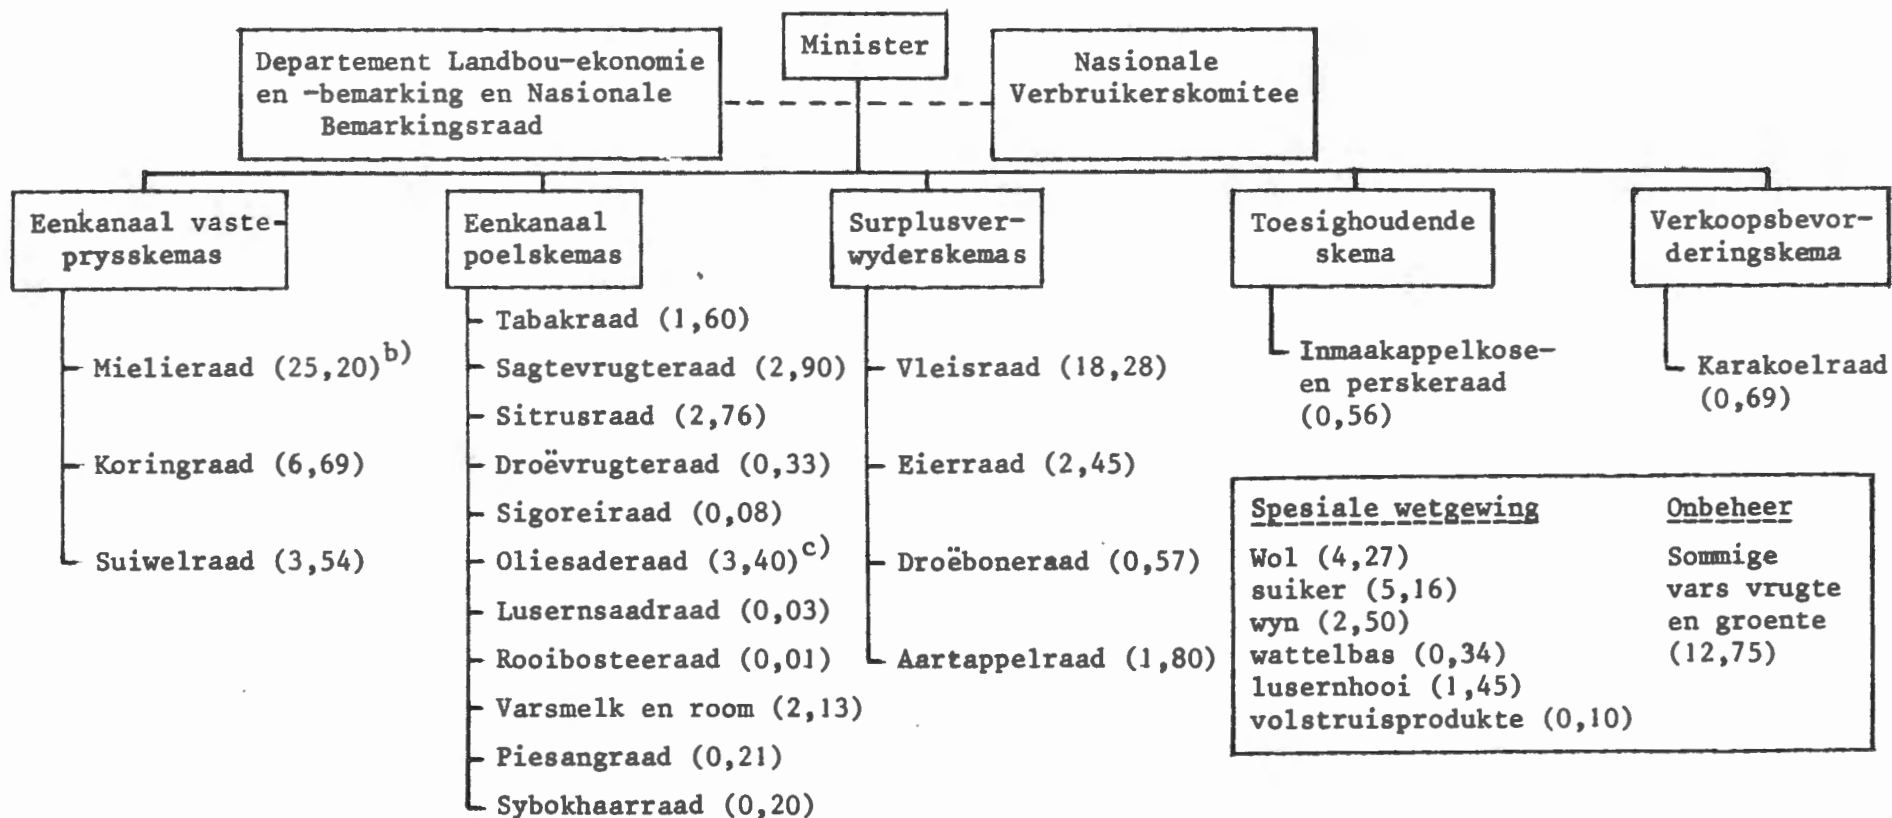 Minister
Departement Landbou-ekonomie
en -bemarking en Nasionale
Bemarkingsraad
Nasionale
Verbruikerskomitee
Eenkanaal vaste-
prysskemas
Mielieraad (25,20)b)
Koringraad (6,69)
Suiwelraad (3,54)
Eenkanaal
poelskemas
Tabakraad (1,60)
Sagtevrugteraad (2,90)
Sitrusraad (2,76)
Droëvrugteraad (0,33)
Sigoreiraad (0,08)
Oliesaderaad (3,40)c)
Lusernsaadraad (0,03)
Rooibosteeraad (0,01)
Varsmelk en room (2,13)
Piesangraad (0,21)
Sybokhaarraad (0,20)
Surplusver-
wyderskemas
Vleisraad (18,28)
Eierraad (2,45)
Droëboneraad (0,57)
Aartappelraad (1,80)
Toesighoudende
skema
Inmaakappelkose-
en perskeraad
(0,56)
Verkoopsbevor-
deringskema
Karakoelraad
(0,69)
Spesiale wetgewing
Wol (4,27)
suiker (5,16)
wyn (2,50)
wattelbas (0,34)
lusernhooi (1,45)
volstruisprodukte (0,10)
Onbeheer
Sommige
vars vrugte
en groente
(12,75)